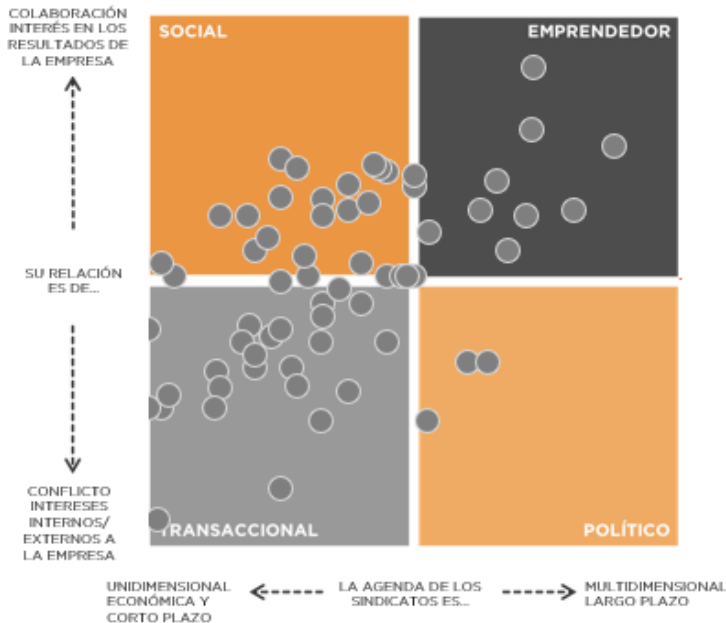 COLABORACIÓN
INTERÉS EN LOS
RESULTADOS DE
LA EMPRESA
SOCIAL
EMPRENDEDOR
SU RELACIÓN
ES DE...
CONFLICTO
INTERESES
INTERNOS/
EXTERNOS A
LA EMPRESA
TRANSACCIONAL
POLÍTICO
UNIDIMENSIONAL
ECONÓMICA Y
CORTO PLAZO
LA AGENDA DE LOS
SINDICATOS ES...
MULTIDIMENSIONAL
LARGO PLAZO